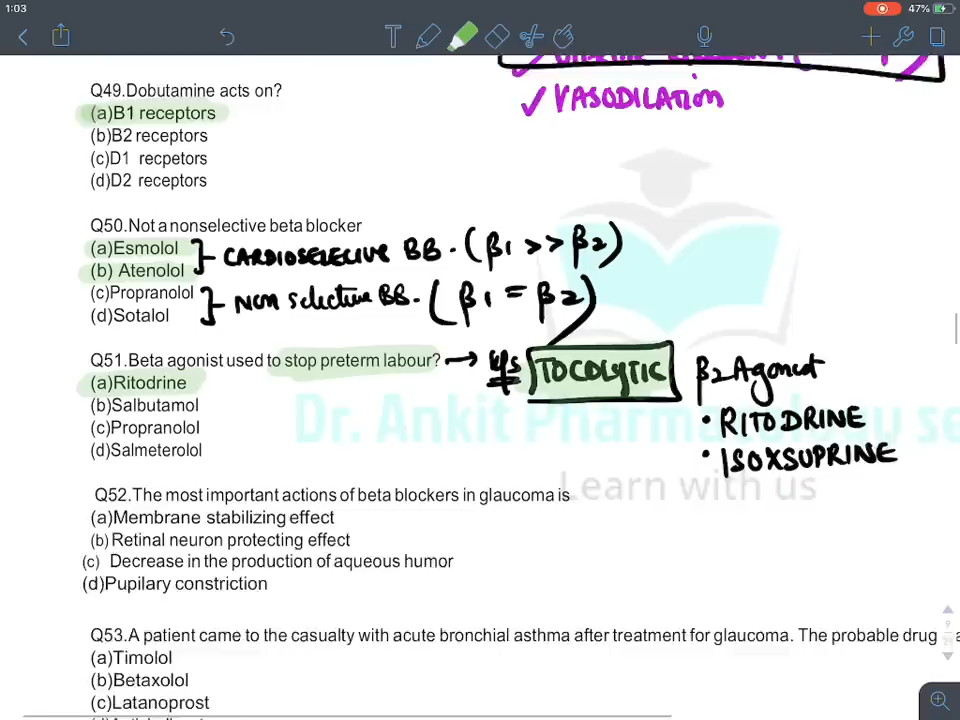 1:03
47%
VASODILATION
Q49.Dobutamine acts on?
(a)B1 receptors
(b)B2 receptors
(c)D1 recpetors
(d)D2 receptors
Q50.Not a nonselective beta blocker
(a)Esmolol
(b) Atenolol
CARDIOSELECIVE BB. (β1 >> β2)
(c)Propranolol
(d)Sotalol
NON Selective BB. (β1 = β2)
Q51.Beta agonist used to stop preterm labour?
TOCOLYTIC
β2 Agonist
(a)Ritodrine
(b)Salbutamol
(c)Propranolol
(d)Salmeterolol
• RITODRINE
• ISOXSUPRINE
Dr. Ankit Pharmacology se
Learn with us
Q52.The most important actions of beta blockers in glaucoma is
(a)Membrane stabilizing effect
(b) Retinal neuron protecting effect
(c) Decrease in the production of aqueous humor
(d)Pupilary constriction
Q53.A patient came to the casualty with acute bronchial asthma after treatment for glaucoma. The probable drug
(a)Timolol
(b)Betaxolol
(c)Latanoprost